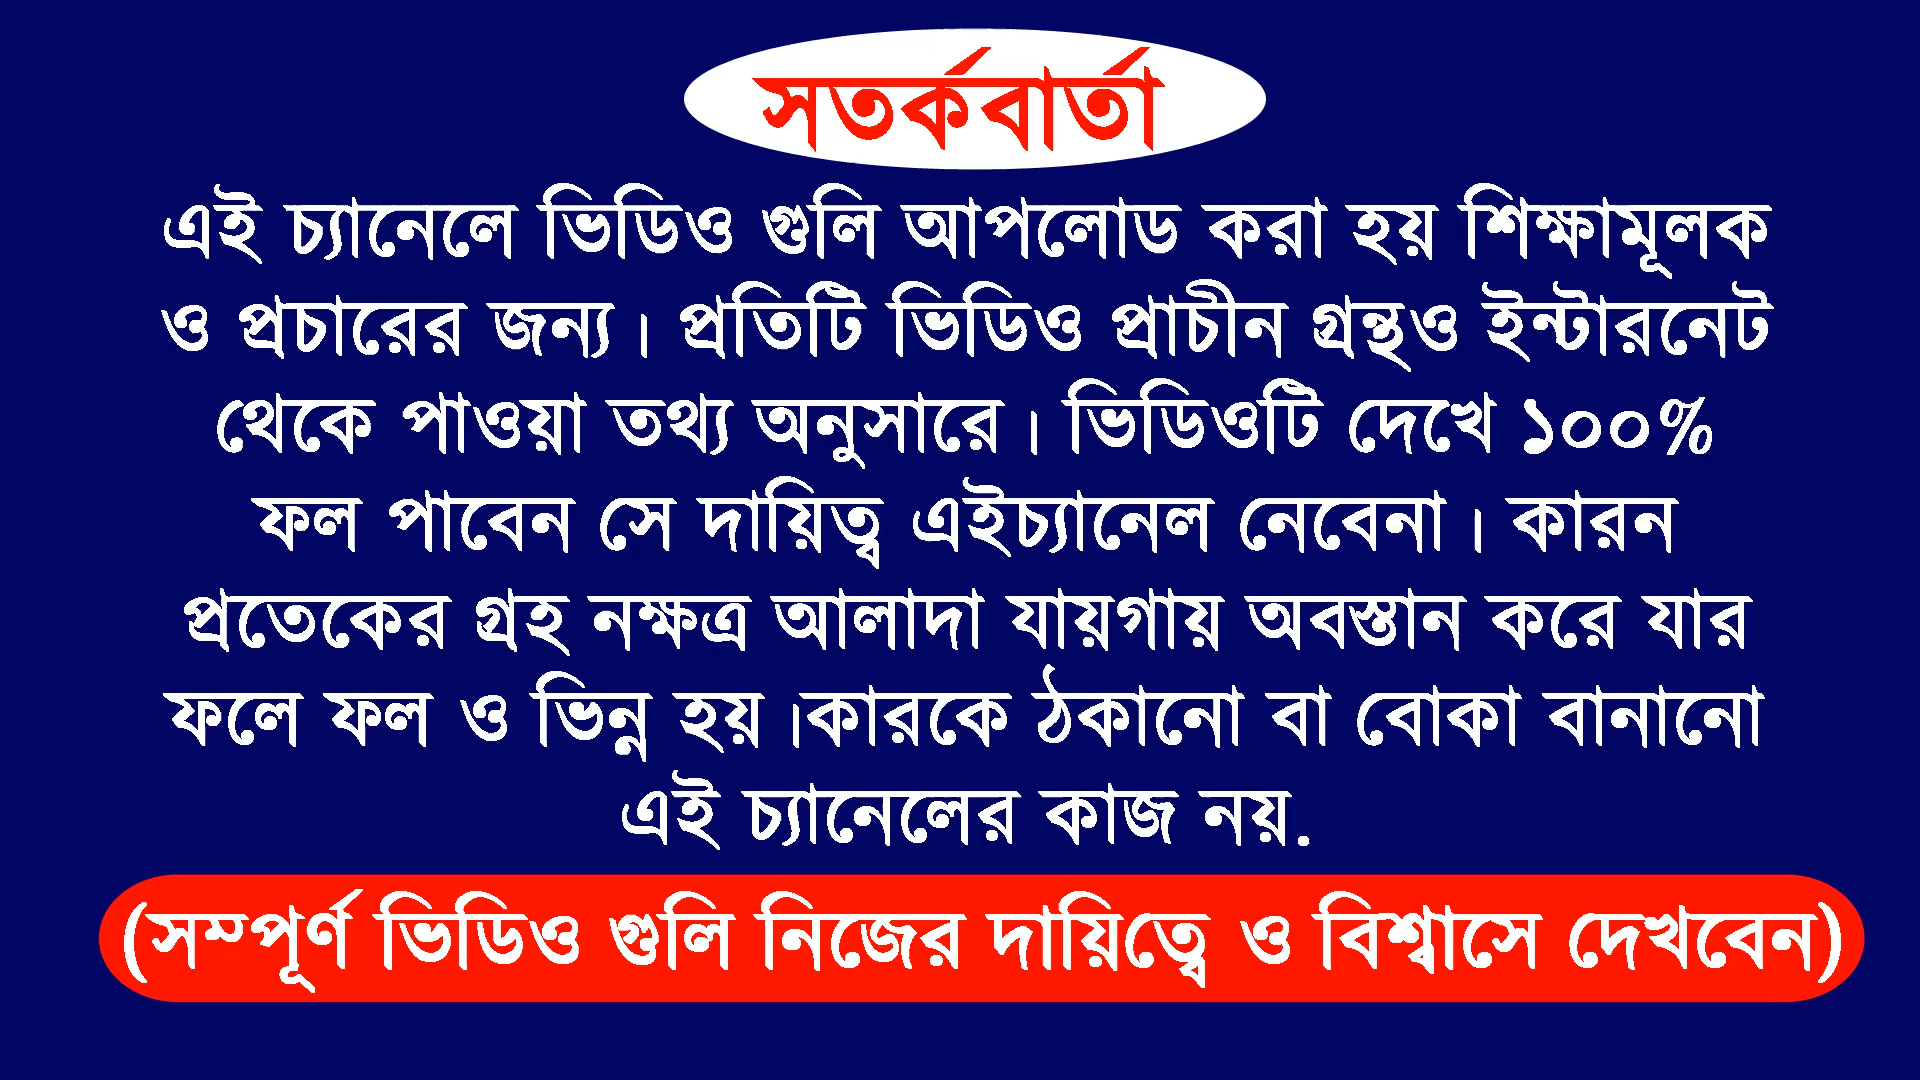 সতর্কবার্তা
এই চ্যানেলে ভিডিও গুলি আপলোড করা হয় শিক্ষামূলক
ও প্রচারের জন্য। প্রতিটি ভিডিও প্রাচীন গ্রন্থও ইন্টারনেট
থেকে পাওয়া তথ্য অনুসারে। ভিডিওটি দেখে ১০০%
ফল পাবেন সে দায়িত্ব এইচ্যানেল নেবেনা। কারন
প্রতেকের গ্রহ নক্ষত্র আলাদা যায়গায় অবস্তান করে যার
ফলে ফল ও ভিন্ন হয়।কারকে ঠকানো বা বোকা বানানো
এই চ্যানেলের কাজ নয়.
(সম্পূর্ণ ভিডিও গুলি নিজের দায়িত্বে ও বিশ্বাসে দেখবেন)